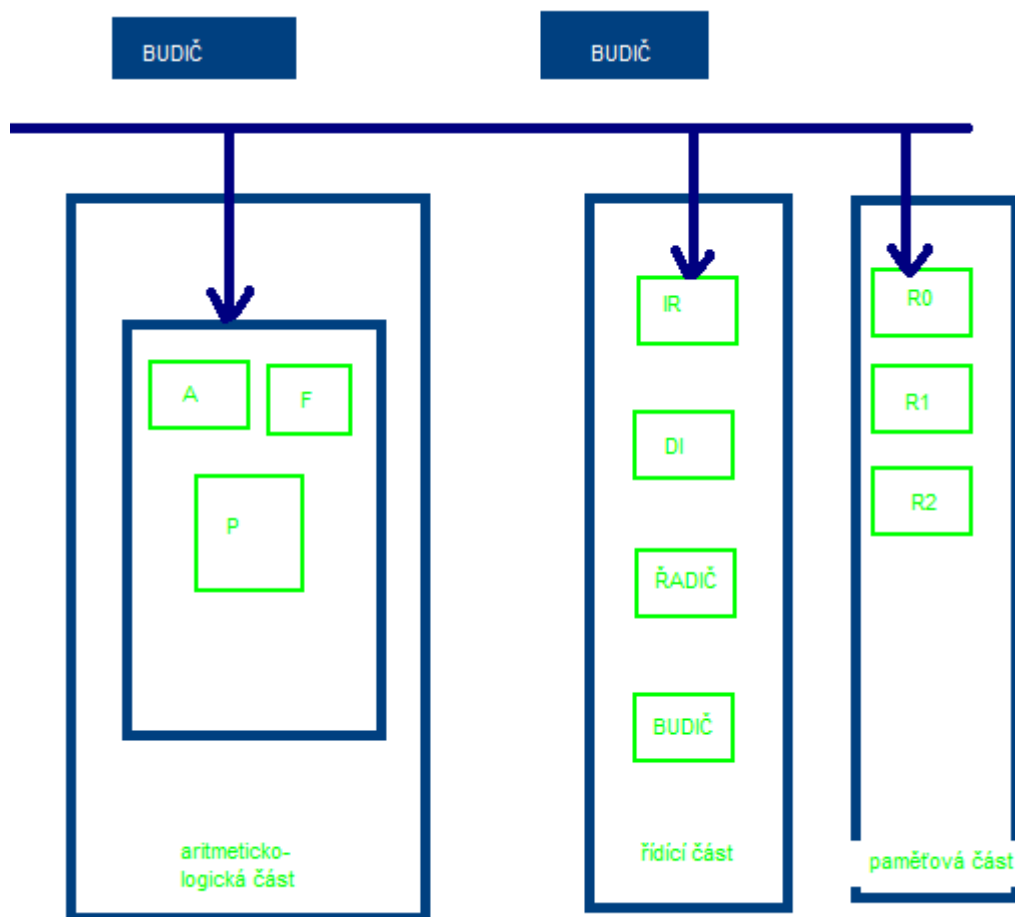 BUDIČ
BUDIČ
A
F
P
aritmeticko-
logická část
IR
DI
ŘADIČ
BUDIČ
řídící část
R0
R1
R2
paměťová část